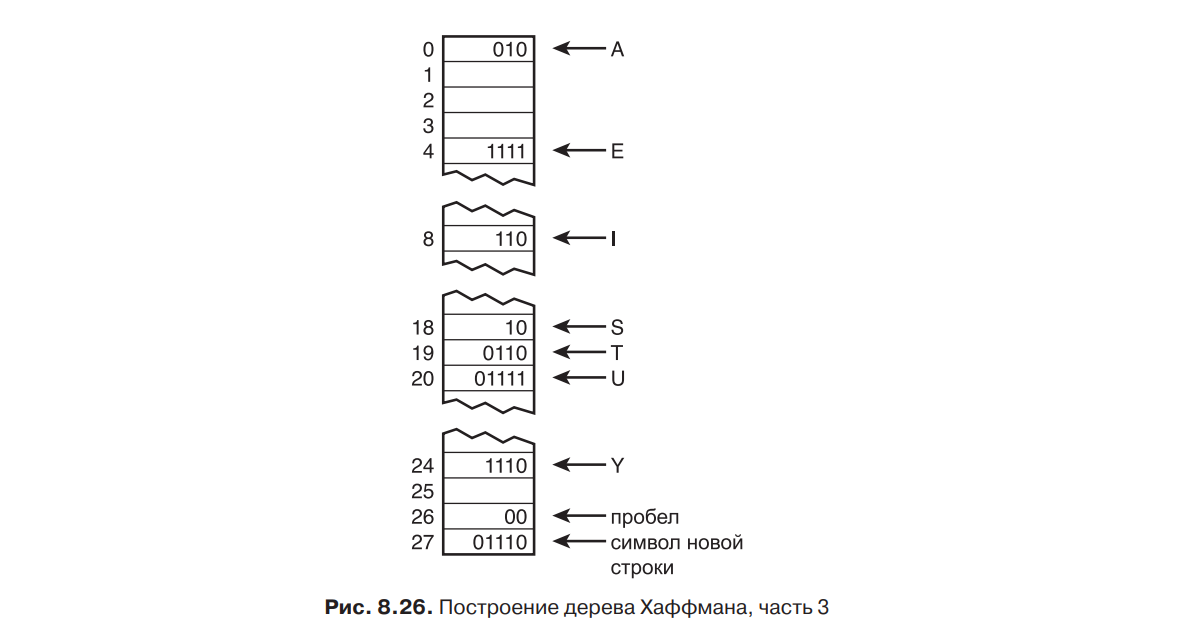 0 010 A
1
2
3
4 1111 E
8 110 I
18 10 S
19 0110 T
20 01111 U
24 1110 Y
25
26 00 пробел
27 01110 символ новой
строки
Рис. 8.26. Построение дерева Хаффмана, часть 3